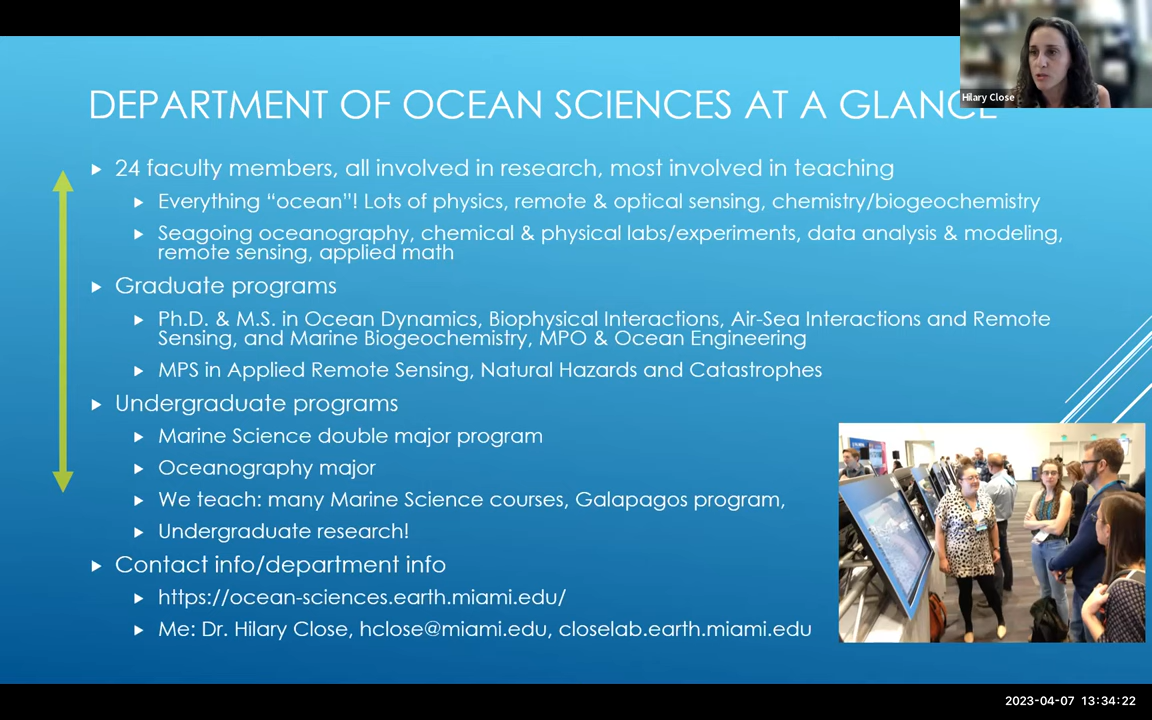 Hilary Close
DEPARTMENT OF OCEAN SCIENCES AT A GLANCE
24 faculty members, all involved in research, most involved in teaching
Everything “ocean”! Lots of physics, remote & optical sensing, chemistry/biogeochemistry
Seagoing oceanography, chemical & physical labs/experiments, data analysis & modeling,
remote sensing, applied math
Graduate programs
Ph.D. & M.S. in Ocean Dynamics, Biophysical Interactions, Air-Sea Interactions and Remote
Sensing, and Marine Biogeochemistry, MPO & Ocean Engineering
MPS in Applied Remote Sensing, Natural Hazards and Catastrophes
Undergraduate programs
Marine Science double major program
Oceanography major
We teach: many Marine Science courses, Galapagos program,
Undergraduate research!
Contact info/department info
https://ocean-sciences.earth.miami.edu/
Me: Dr. Hilary Close, hclose@miami.edu, closelab.earth.miami.edu
2023-04-07 13:34:22